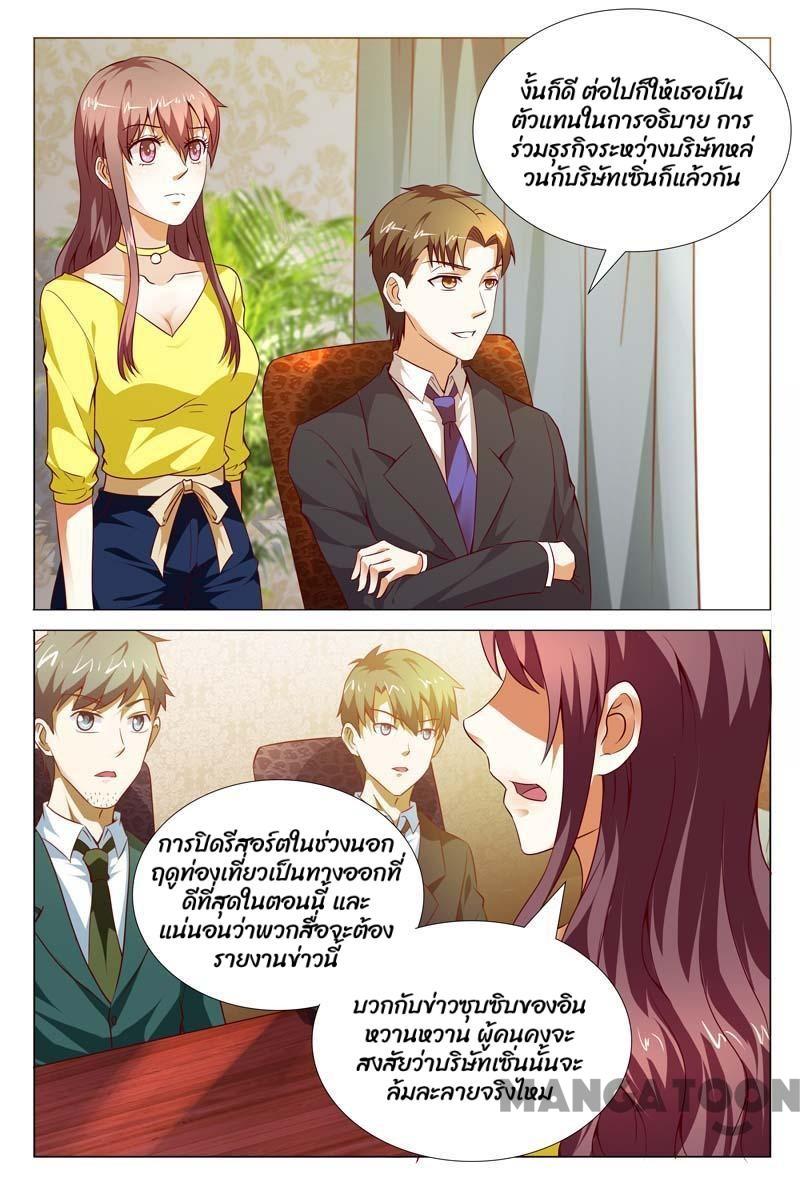 งั้นก็ดี ต่อไปก็ให้เธอเป็น
ตัวแทนในการอธิบาย การ
ร่วมธุรกิจระหว่างบริษัทหล่
วนกับบริษัทเซิ่นก็แล้วกัน
การปิดรีสอร์ตในช่วงนอก
ฤดูท่องเที่ยวเป็นทางออกที่
ดีที่สุดในตอนนี้ และ
แน่นอนว่าพวกสื่อจะต้อง
รายงานข่าวนี้
บวกกับข่าวซุบซิบของอิน
หวานหวาน ผู้คนคงจะ
สงสัยว่าบริษัทเซิ่นนั้นจะ
ล้มละลายจริงไหม
MANGATOON